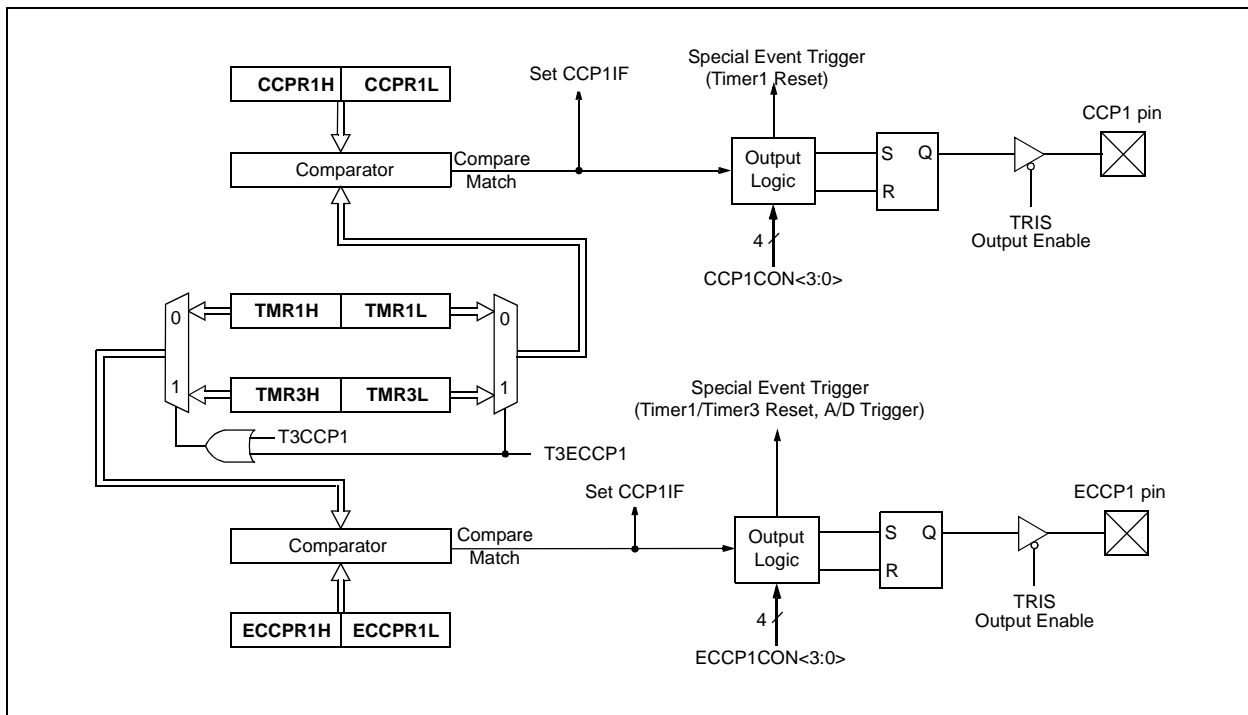 CCPR1H CCPR1L
Set CCP1IF
Special Event Trigger
(Timer1 Reset)
CCP1 pin
Comparator
Compare
Match
Output
Logic
S Q
R
TRIS
Output Enable
4
CCP1CON<3:0>
0
TMR1H TMR1L
0
1
TMR3H TMR3L
1
T3CCP1
T3ECCP1
Special Event Trigger
(Timer1/Timer3 Reset, A/D Trigger)
Set CCP1IF
ECCP1 pin
Comparator
Compare
Match
Output
Logic
S Q
R
TRIS
Output Enable
4
ECCPR1H ECCPR1L
ECCP1CON<3:0>